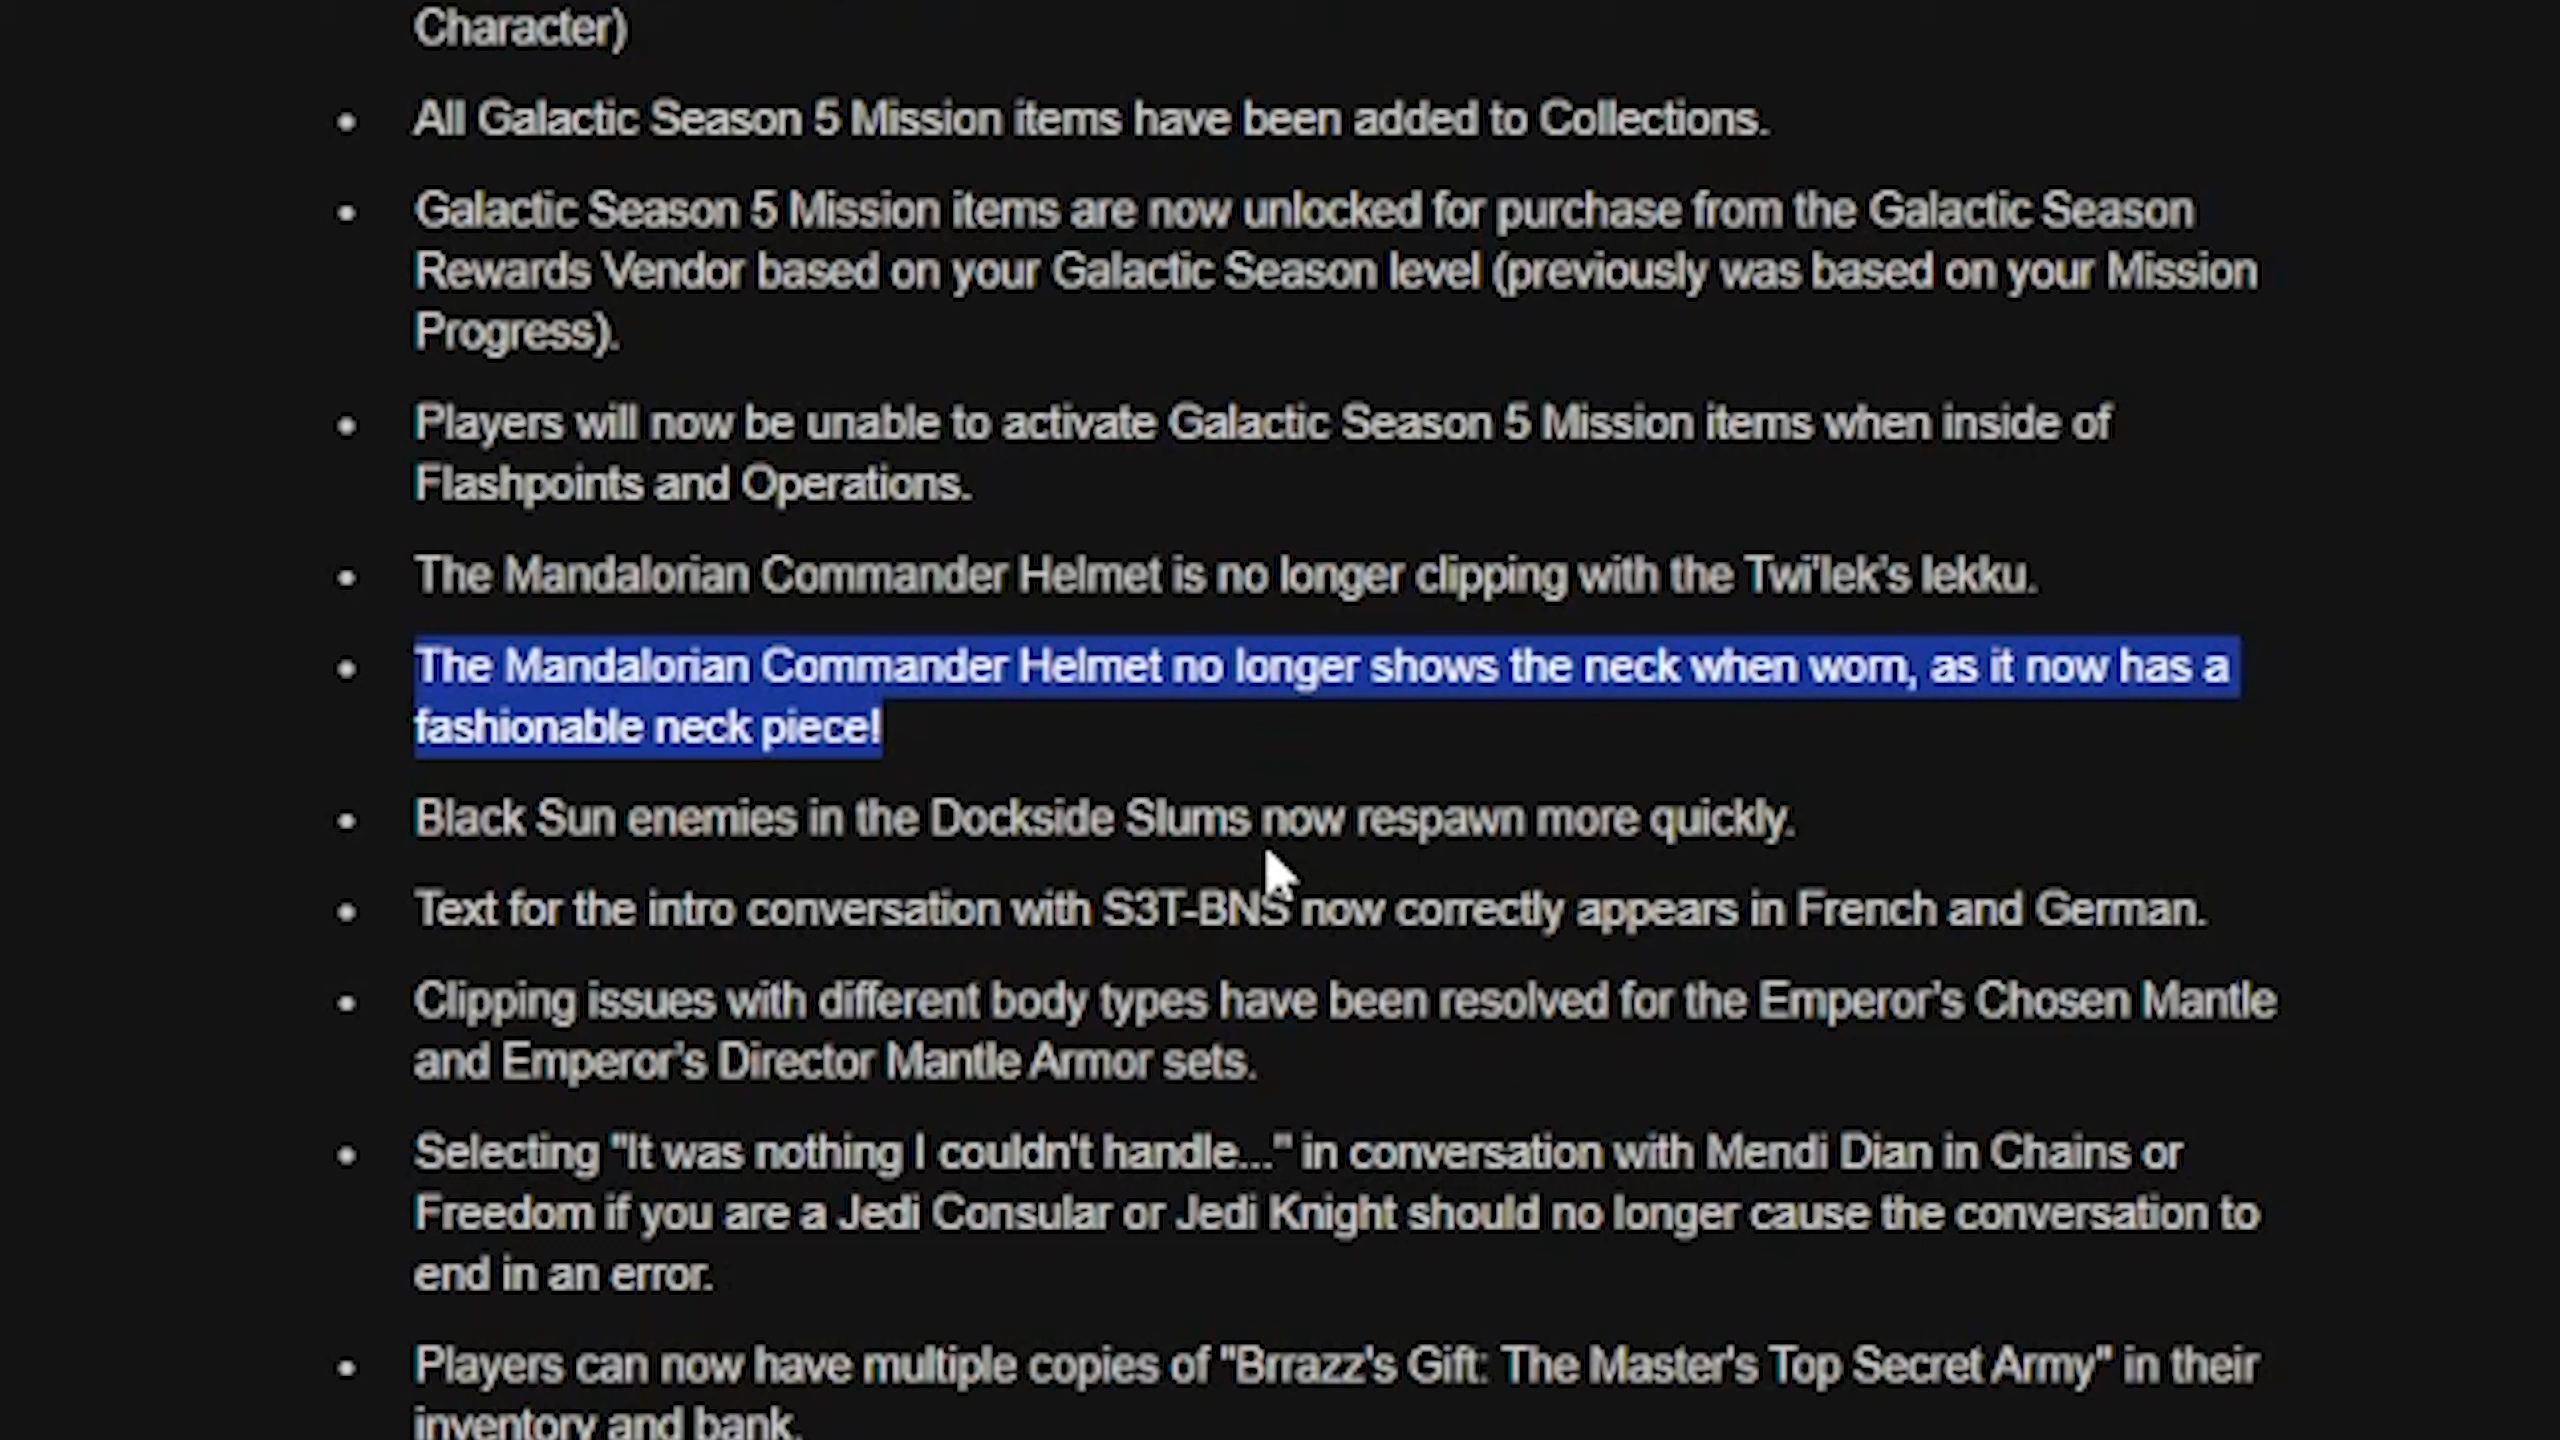 Character)
All Galactic Season 5 Mission items have been added to Collections.
Galactic Season 5 Mission items are now unlocked for purchase from the Galactic Season
Rewards Vendor based on your Galactic Season level (previously was based on your Mission
Progress).
Players will now be unable to activate Galactic Season 5 Mission items when inside of
Flashpoints and Operations.
The Mandalorian Commander Helmet is no longer clipping with the Twi'lek’s lekku.
The Mandalorian Commander Helmet no longer shows the neck when worn, as it now has a
fashionable neck piece!
Black Sun enemies in the Dockside Slums now respawn more quickly.
Text for the intro conversation with S3T-BNS now correctly appears in French and German.
Clipping issues with different body types have been resolved for the Emperor’s Chosen Mantle
and Emperor’s Director Mantle Armor sets.
Selecting "It was nothing I couldn't handle..." in conversation with Mendi Dian in Chains or
Freedom if you are a Jedi Consular or Jedi Knight should no longer cause the conversation to
end in an error.
Players can now have multiple copies of "Brrazz's Gift: The Master's Top Secret Army" in their
inventory and bank.